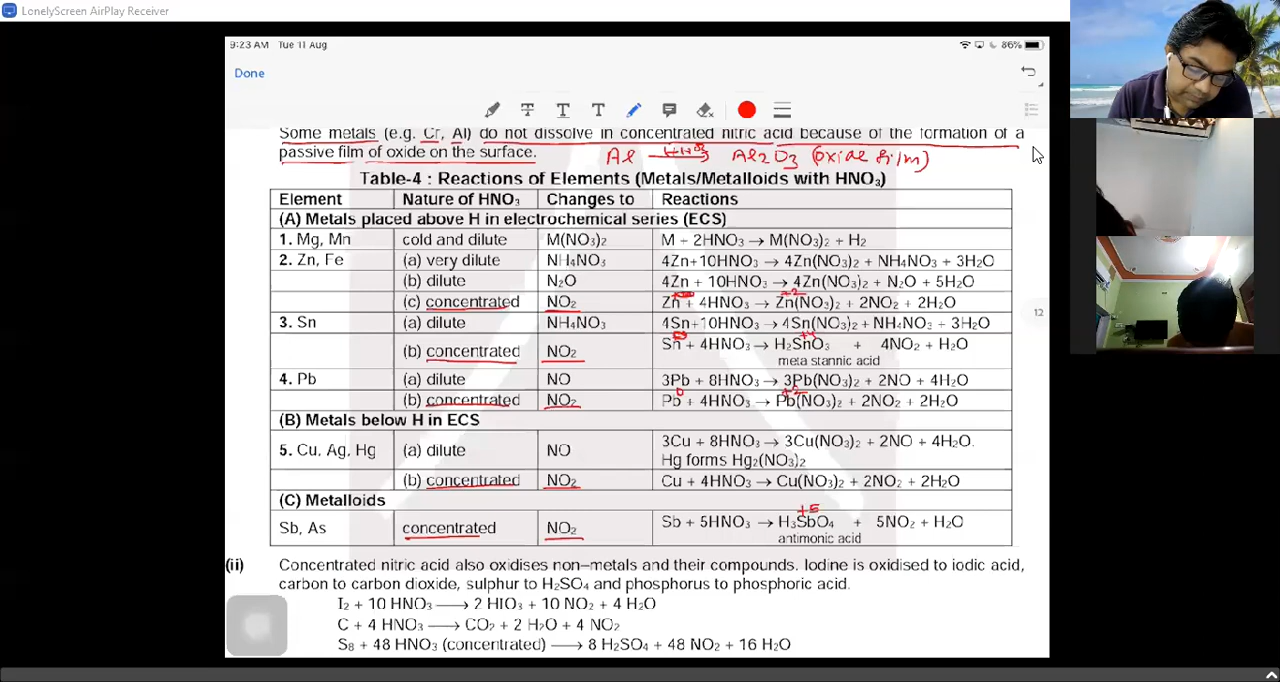 LonelyScreen AirPlay Receiver
9:23 AM Tue 11 Aug
86%
Done
Some metals (e.g. Cr, Al) do not dissolve in concentrated nitric acid because of the formation of a
passive film of oxide on the surface.
Al HNO3 Al2O3 (oxide film)
Table-4 : Reactions of Elements (Metals/Metalloids with HNO₃)
Element Nature of HNO₃ Changes to Reactions
(A) Metals placed above H in electrochemical series (ECS)
1. Mg, Mn cold and dilute M(NO₃)₂ M + 2HNO₃ → M(NO₃)₂ + H₂
2. Zn, Fe (a) very dilute NH₄NO₃ 4Zn+10HNO₃ → 4Zn(NO₃)₂ + NH₄NO₃ + 3H₂O
(b) dilute N₂O 4Zn + 10HNO₃ → 4Zn(NO₃)₂ + N₂O + 5H₂O
+2
(c) concentrated NO₂ Zn + 4HNO₃ → Zn(NO₃)₂ + 2NO₂ + 2H₂O
12
3. Sn (a) dilute NH₄NO₃ 4Sn+10HNO₃ → 4Sn(NO₃)₂ + NH₄NO₃ + 3H₂O
+4
(b) concentrated NO₂ Sn + 4HNO₃ → H₂SnO₃ + 4NO₂ + H₂O
meta stannic acid
4. Pb (a) dilute NO 3Pb + 8HNO₃ → 3Pb(NO₃)₂ + 2NO + 4H₂O
0 +2
(b) concentrated NO₂ Pb + 4HNO₃ → Pb(NO₃)₂ + 2NO₂ + 2H₂O
(B) Metals below H in ECS
5. Cu, Ag, Hg (a) dilute NO 3Cu + 8HNO₃ → 3Cu(NO₃)₂ + 2NO + 4H₂O.
Hg forms Hg₂(NO₃)₂
(b) concentrated NO₂ Cu + 4HNO₃ → Cu(NO₃)₂ + 2NO₂ + 2H₂O
(C) Metalloids
+5
Sb, As concentrated NO₂ Sb + 5HNO₃ → H₃SbO₄ + 5NO₂ + H₂O
antimonic acid
(ii) Concentrated nitric acid also oxidises non–metals and their compounds. Iodine is oxidised to iodic acid,
carbon to carbon dioxide, sulphur to H₂SO₄ and phosphorus to phosphoric acid.
I₂ + 10 HNO₃ ⟶ 2 HIO₃ + 10 NO₂ + 4 H₂O
C + 4 HNO₃ ⟶ CO₂ + 2 H₂O + 4 NO₂
S₈ + 48 HNO₃ (concentrated) ⟶ 8 H₂SO₄ + 48 NO₂ + 16 H₂O